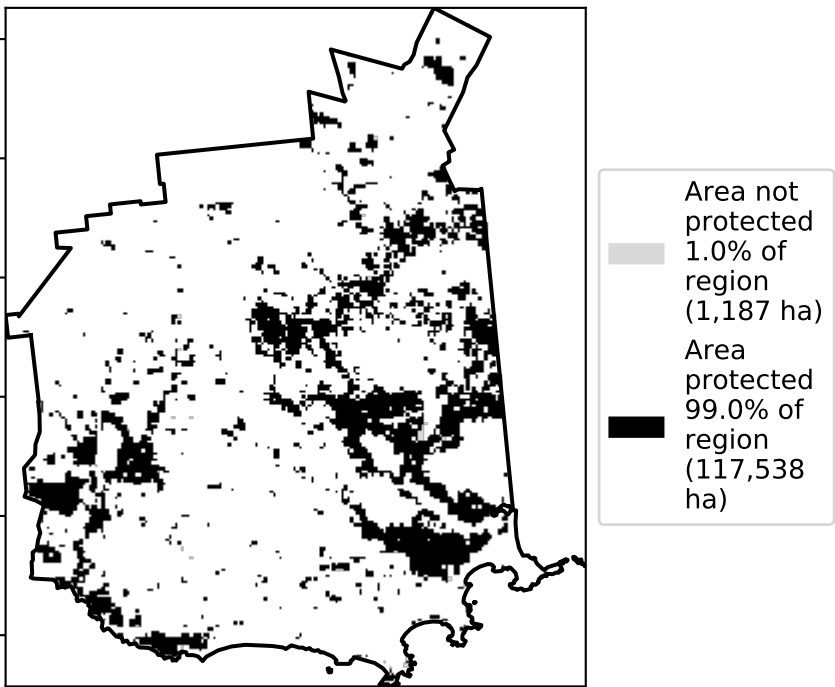 Area not
protected
1.0% of
region
(1,187 ha)
Area
protected
99.0% of
region
(117,538
ha)